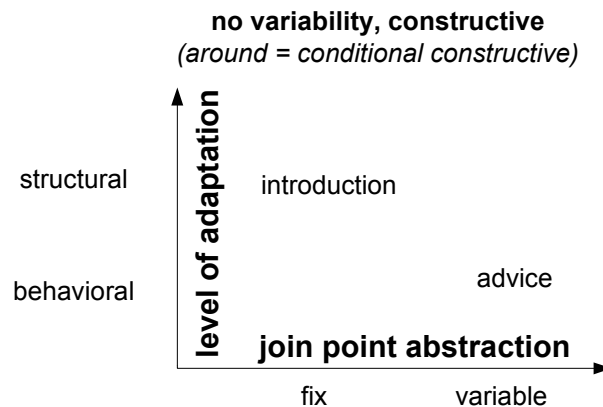 no variability, constructive
(around = conditional constructive)
level of adaptation
structural
introduction
behavioral
advice
join point abstraction
fix
variable